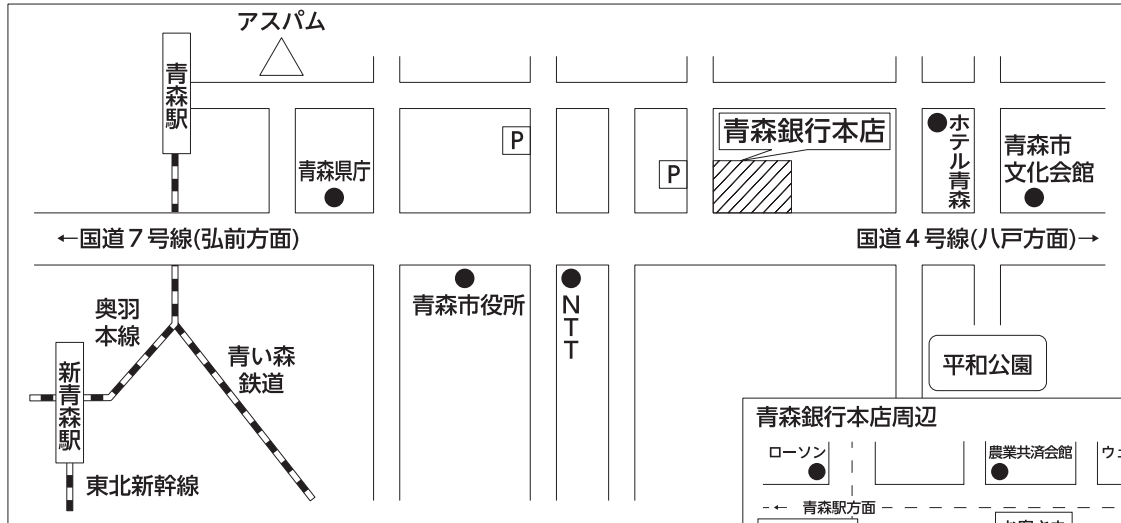 アスパム
青森駅
青森銀行本店
P
ホテル青森
青森市
文化会館
青森県庁
P
←国道7号線(弘前方面)
国道4号線(八戸方面)→
青森市役所
NTT
奥羽
本線
青い森
鉄道
新青森駅
平和公園
東北新幹線
青森銀行本店周辺
ローソン
農業共済会館
ウェ
← 青森駅方面